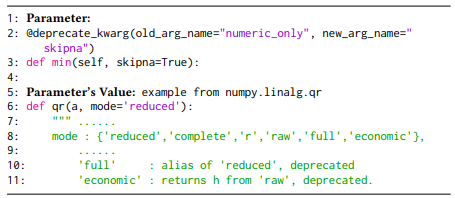 1: Parameter:
2: @deprecate_kwarg(old_arg_name="numeric_only", new_arg_name="
skipna")
3: def min(self, skipna=True):
4:
5: Parameter's Value: example from numpy.linalg.qr
6: def qr(a, mode='reduced'):
7: """ ......
8: mode : {'reduced','complete','r','raw','full','economic'},
9: ......
10: 'full' : alias of 'reduced', deprecated
11: 'economic' : returns h from 'raw', deprecated.